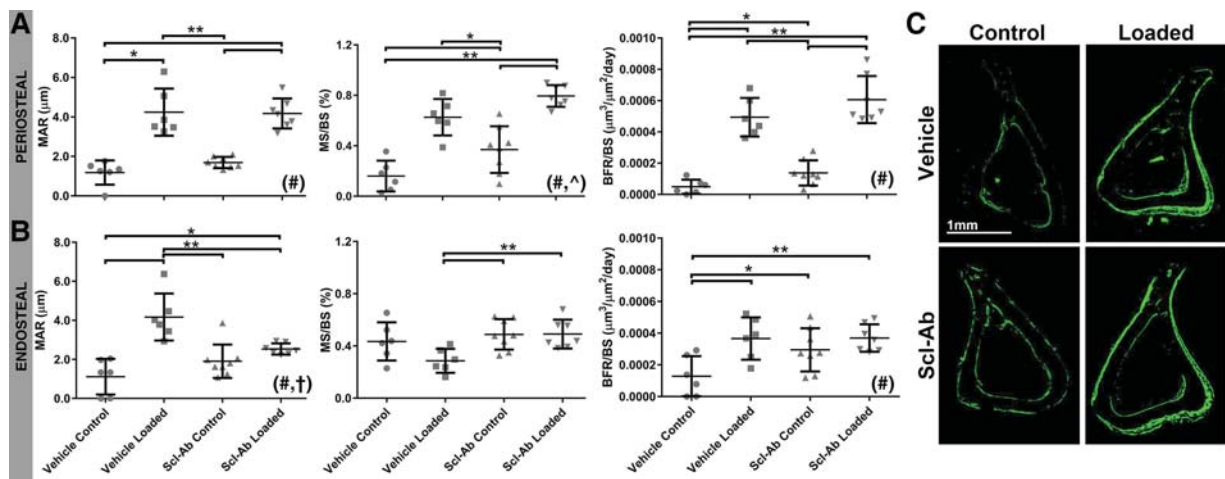 A
PERIOSTEAL
MAR (μm)
8.0
6.0
4.0
2.0
0.0
**
*
(#)
MS/BS (%)
1.2
0.8
0.4
0.0
*
**
(#,^)
BFR/BS (μm³/μm²/day)
0.0010
0.0008
0.0006
0.0004
0.0002
0.0000
*
**
(#)
B
ENDOSTEAL
MAR (μm)
8.0
6.0
4.0
2.0
0.0
*
**
(#,†)
Vehicle Control
Vehicle Loaded
Scl-Ab Control
Scl-Ab Loaded
MS/BS (%)
1.2
0.8
0.4
0.0
**
Vehicle Control
Vehicle Loaded
Scl-Ab Control
Scl-Ab Loaded
BFR/BS (μm³/μm²/day)
0.0010
0.0008
0.0006
0.0004
0.0002
0.0000
**
*
(#)
Vehicle Control
Vehicle Loaded
Scl-Ab Control
Scl-Ab Loaded
C
Control
Loaded
Vehicle
1mm
Scl-Ab